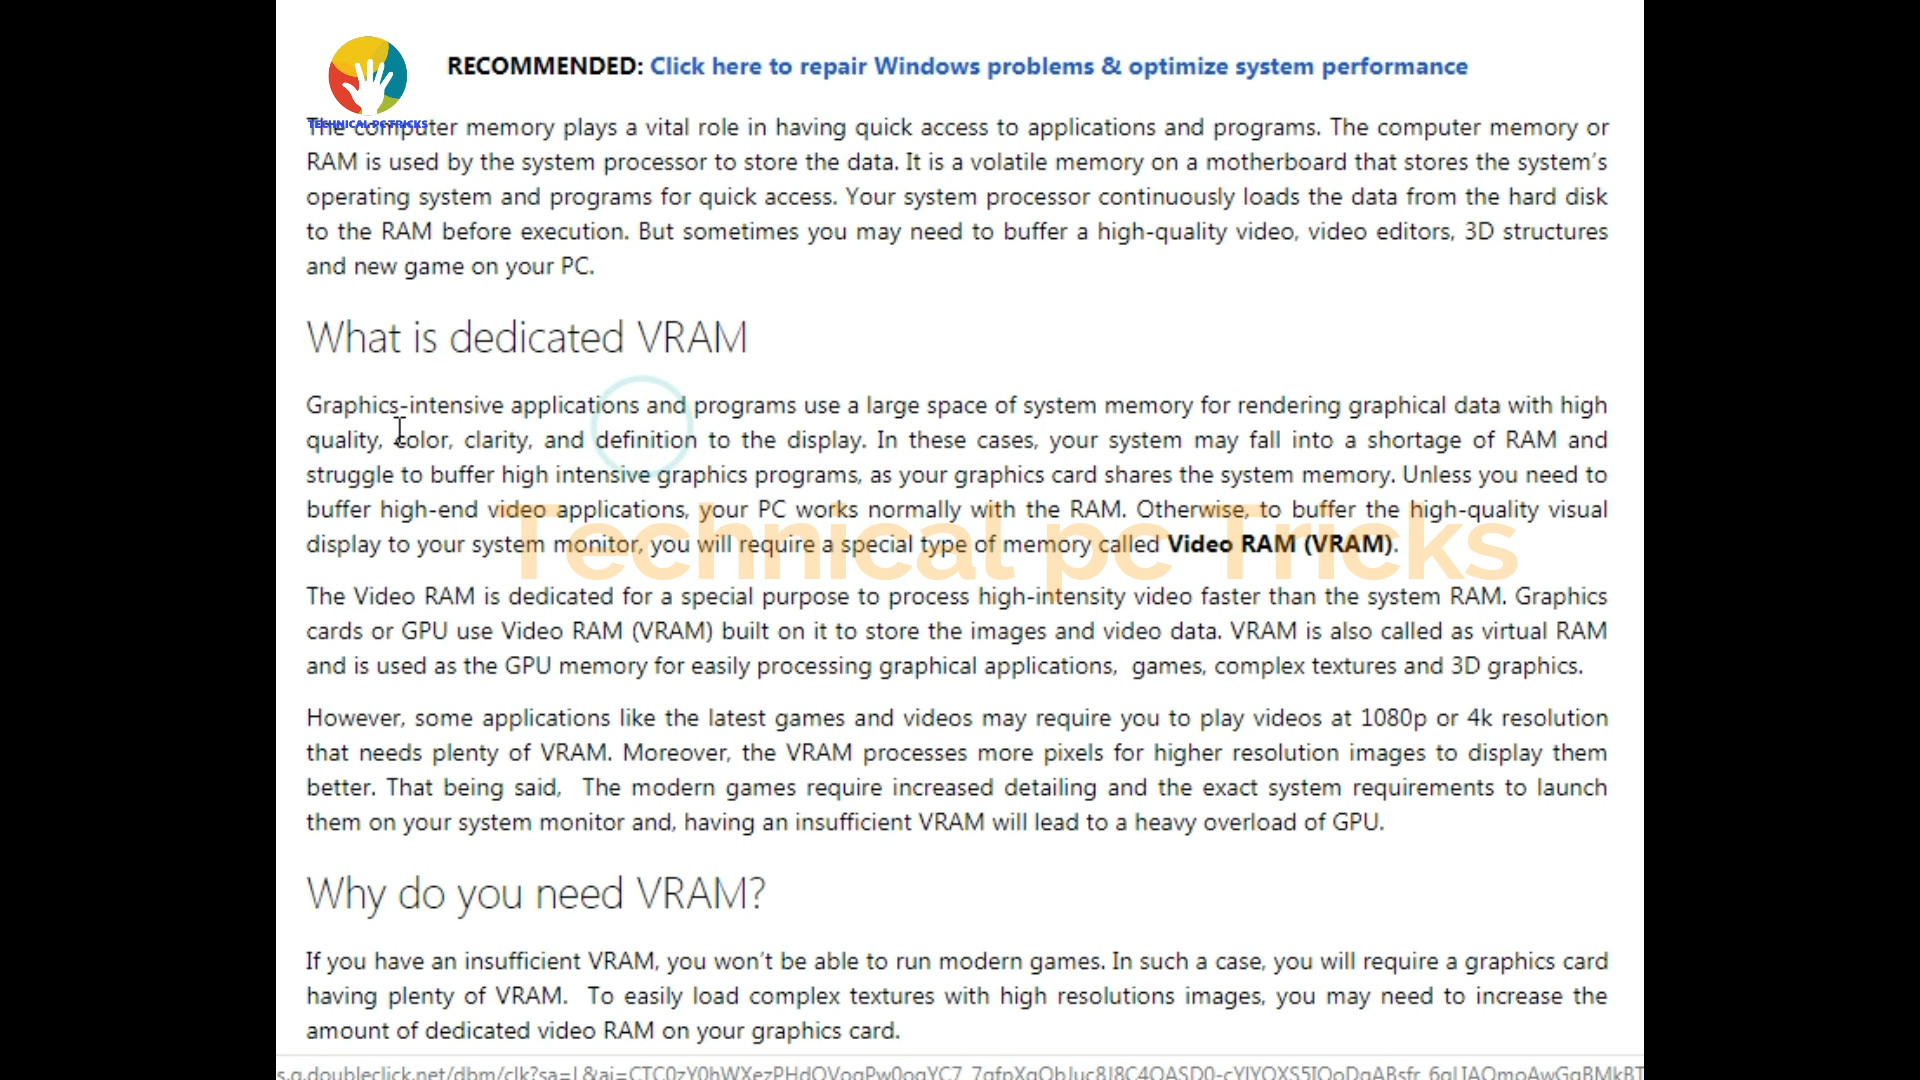 RECOMMENDED: Click here to repair Windows problems & optimize system performance
TECHNICAL PC TRICKS
The computer memory plays a vital role in having quick access to applications and programs. The computer memory or
RAM is used by the system processor to store the data. It is a volatile memory on a motherboard that stores the system’s
operating system and programs for quick access. Your system processor continuously loads the data from the hard disk
to the RAM before execution. But sometimes you may need to buffer a high-quality video, video editors, 3D structures
and new game on your PC.
What is dedicated VRAM
Graphics-intensive applications and programs use a large space of system memory for rendering graphical data with high
quality, color, clarity, and definition to the display. In these cases, your system may fall into a shortage of RAM and
struggle to buffer high intensive graphics programs, as your graphics card shares the system memory. Unless you need to
buffer high-end video applications, your PC works normally with the RAM. Otherwise, to buffer the high-quality visual
Technical pc Tricks
display to your system monitor, you will require a special type of memory called Video RAM (VRAM).
The Video RAM is dedicated for a special purpose to process high-intensity video faster than the system RAM. Graphics
cards or GPU use Video RAM (VRAM) built on it to store the images and video data. VRAM is also called as virtual RAM
and is used as the GPU memory for easily processing graphical applications,  games, complex textures and 3D graphics.
However, some applications like the latest games and videos may require you to play videos at 1080p or 4k resolution
that needs plenty of VRAM. Moreover, the VRAM processes more pixels for higher resolution images to display them
better. That being said,  The modern games require increased detailing and the exact system requirements to launch
them on your system monitor and, having an insufficient VRAM will lead to a heavy overload of GPU.
Why do you need VRAM?
If you have an insufficient VRAM, you won’t be able to run modern games. In such a case, you will require a graphics card
having plenty of VRAM.  To easily load complex textures with high resolutions images, you may need to increase the
amount of dedicated video RAM on your graphics card.